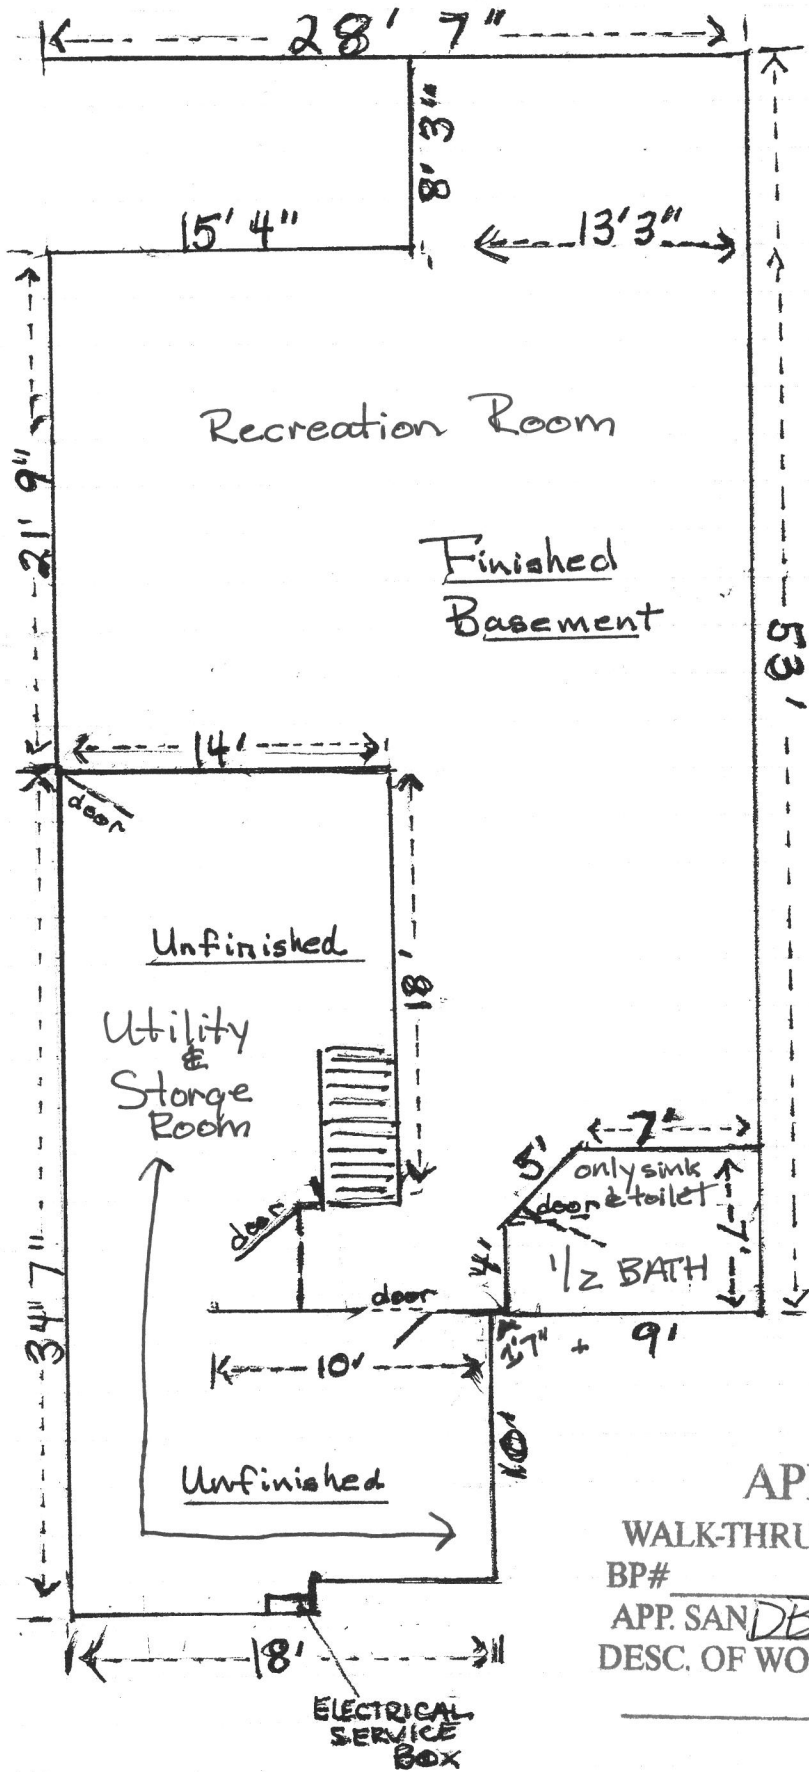 28' 7"
8' 3"
15' 4"
13' 3"
21' 9"
Recreation Room
Finished
Basement
53'
14'
door
18'
Unfinished
Utility
&
Storge
Room
7'
5'
only sink
door & toilet
7'
4'
1/2 BATH
door
door
34' 7"
10'
+ 9'
10'
Unfinished
18'
ELECTRICAL
SERVICE
BOX
WALK-THRU
BP#
APP. SAN
DESC. OF WO